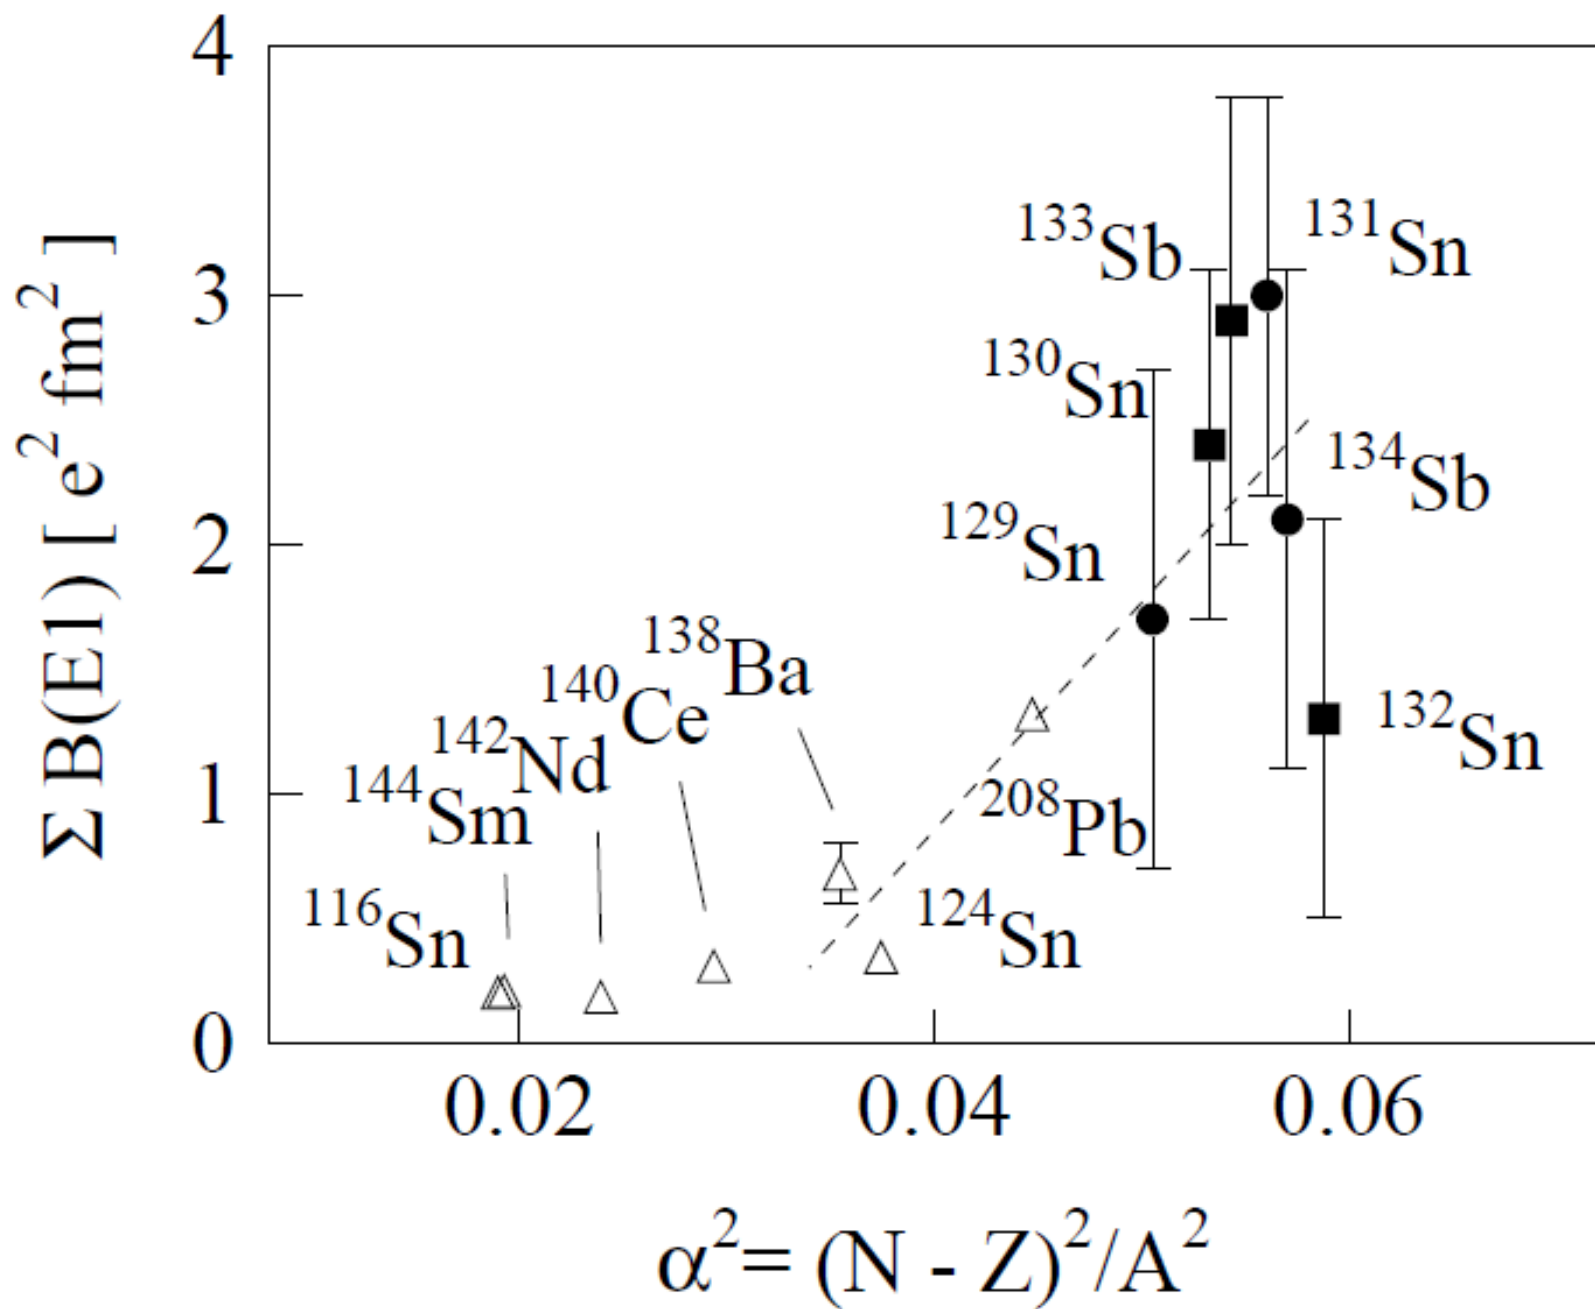 4
3
2
1
0
Σ B(E1) [ e² fm² ]
¹³³Sb
¹³¹Sn
¹³⁰Sn
¹³⁴Sb
¹²⁹Sn
¹³⁸Ba
¹⁴⁰Ce
¹³²Sn
¹⁴²Nd
¹⁴⁴Sm
²⁰⁸Pb
¹¹⁶Sn
¹²⁴Sn
0.02 0.04 0.06
α² = (N - Z)²/A²